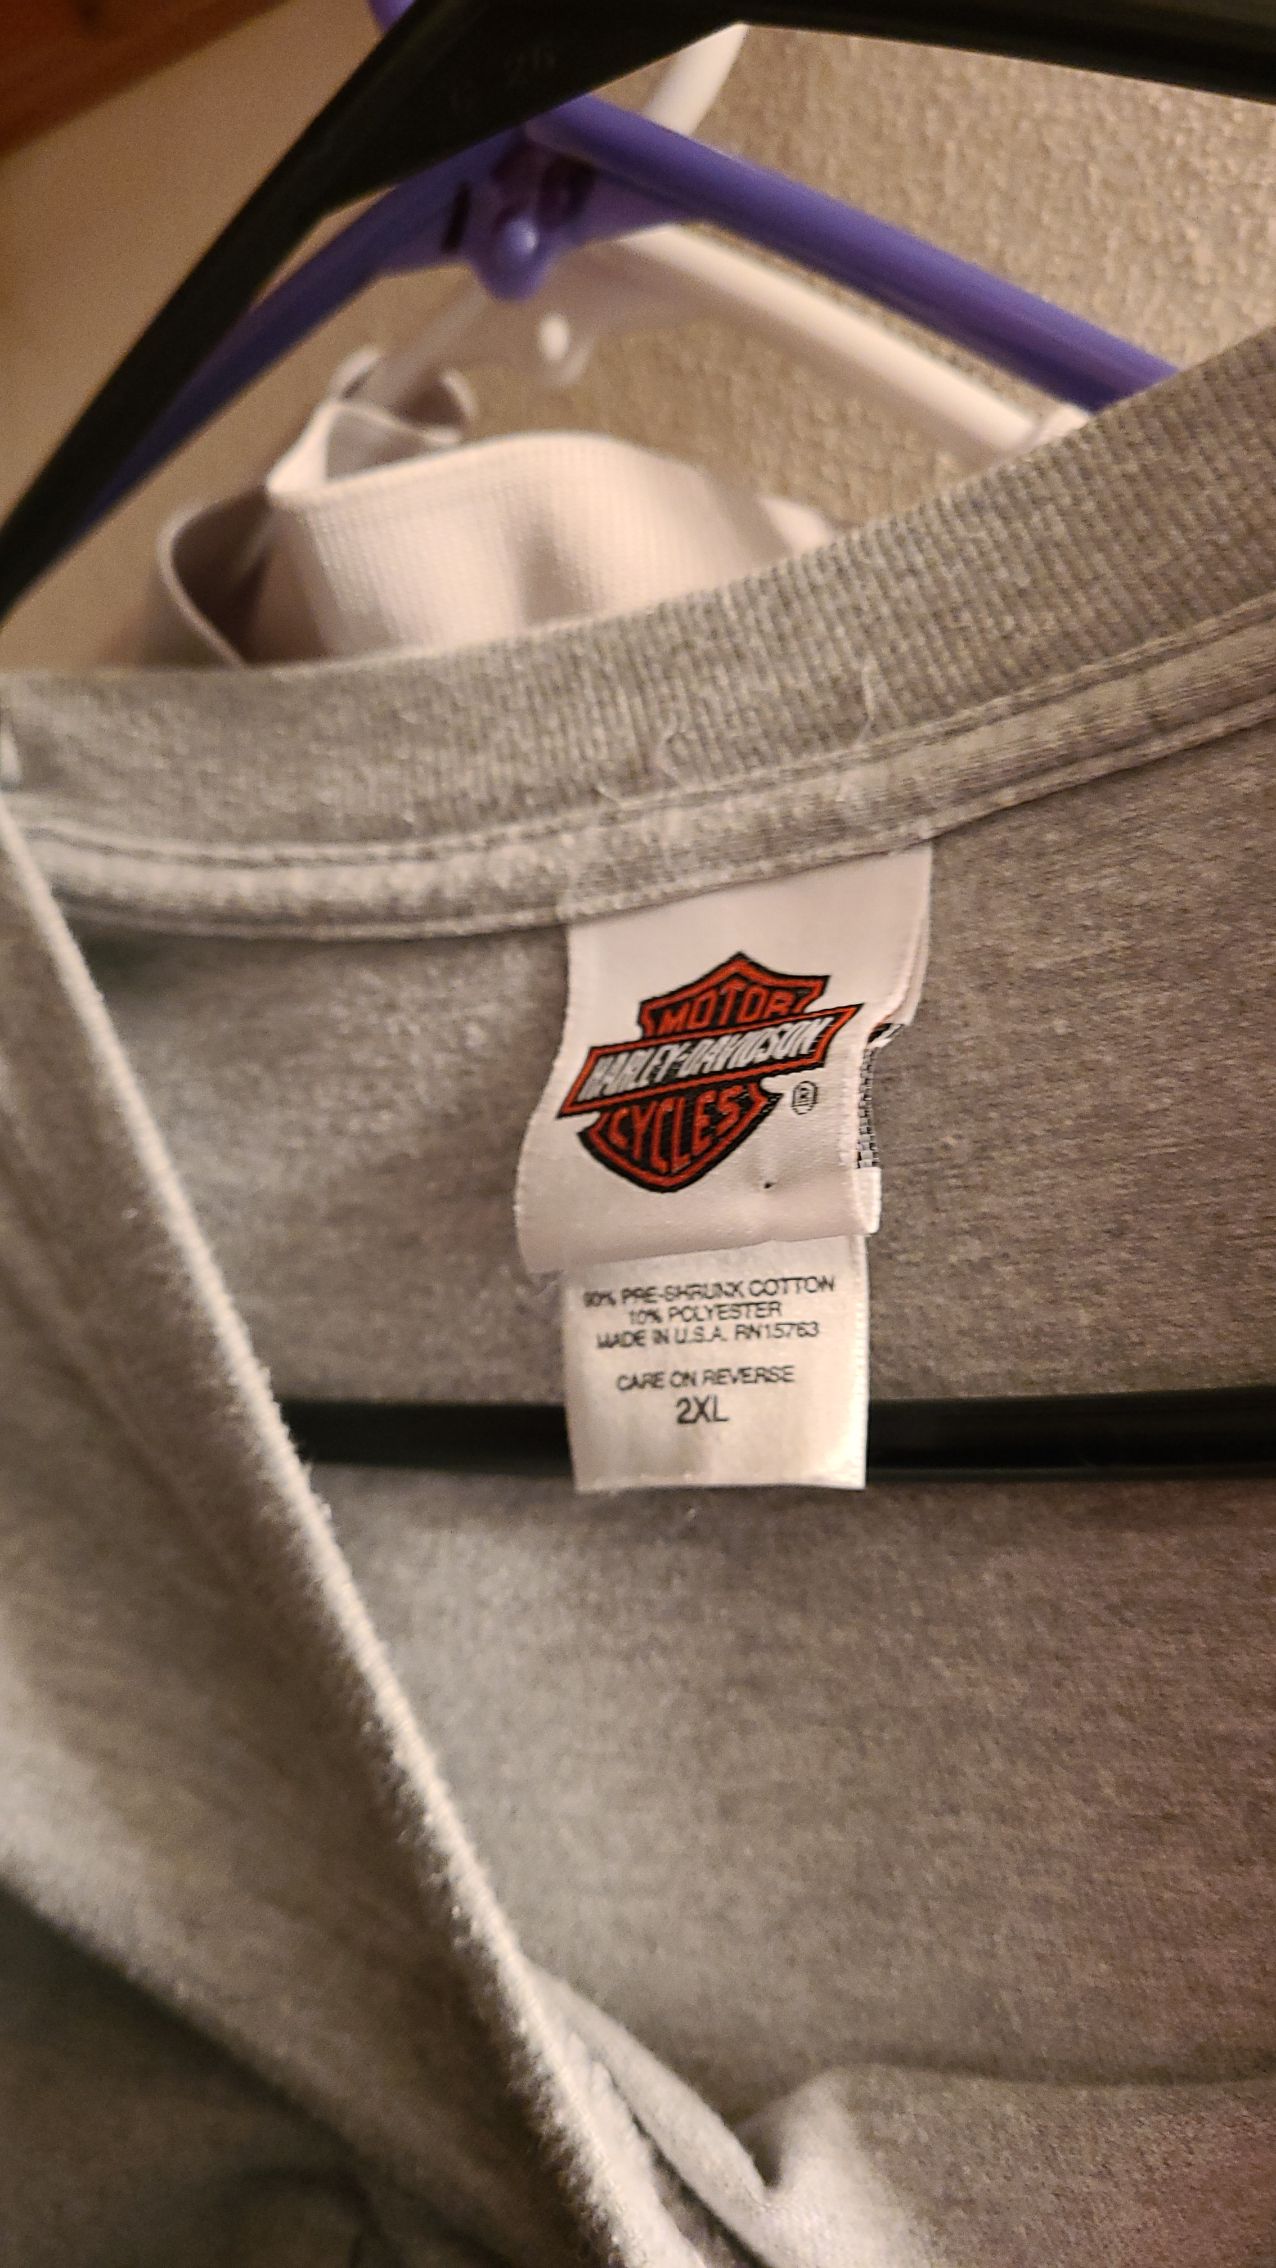 MOTOR
HARLEY-DAVIDSON
CYCLES
®
90% PRE-SHRUNK COTTON
10% POLYESTER
MADE IN U.S.A. RN15763
CARE ON REVERSE
2XL